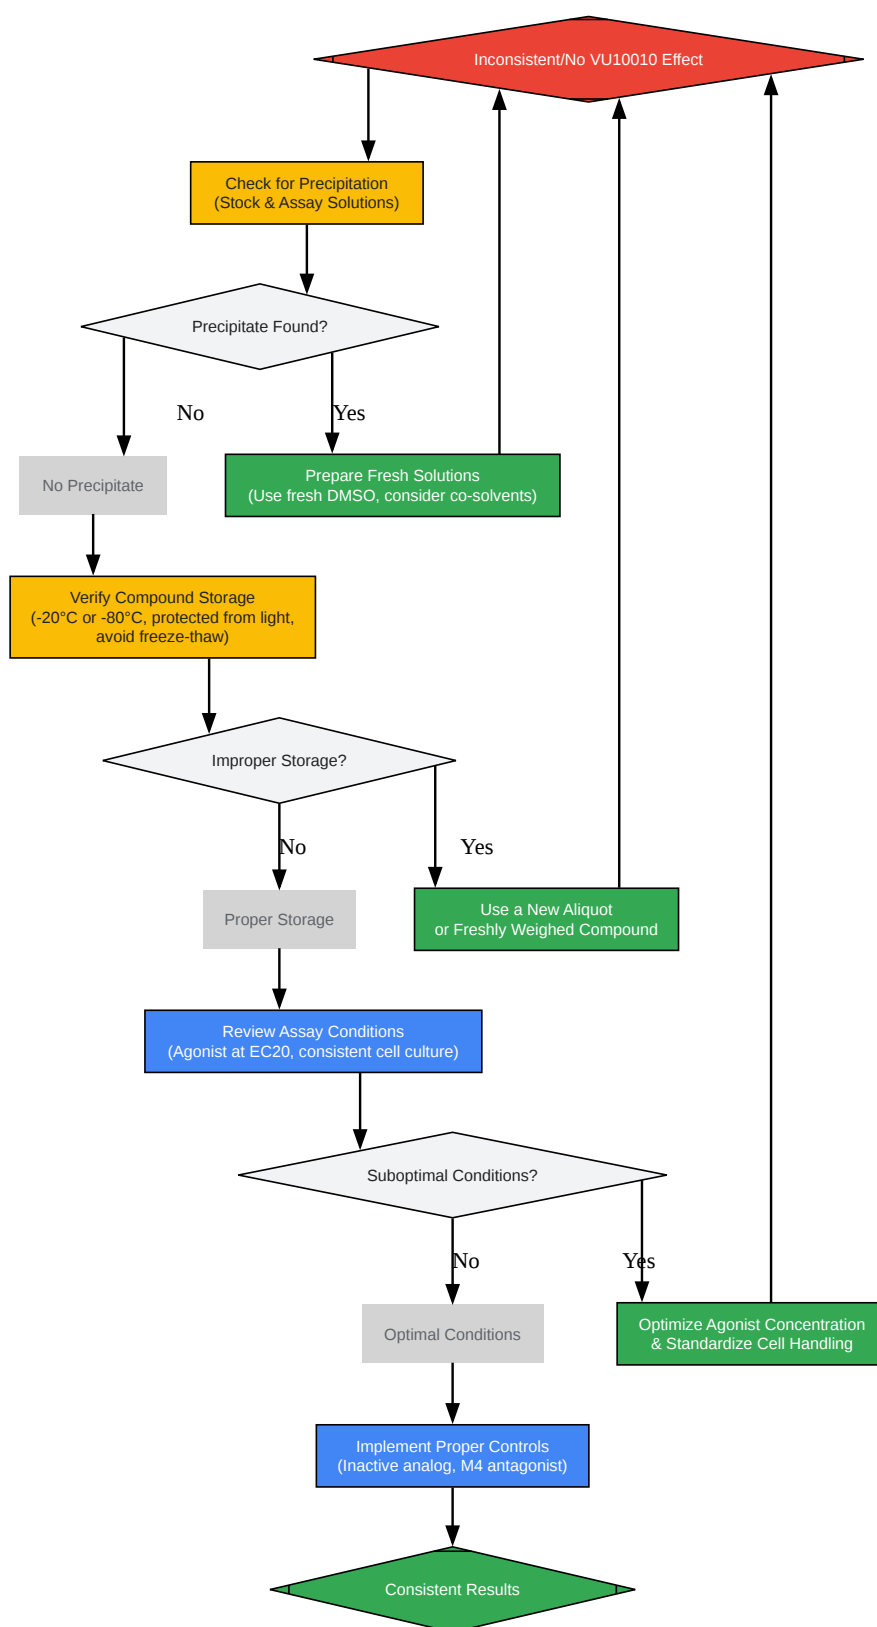 Inconsistent/No VU10010 Effect
Check for Precipitation
(Stock & Assay Solutions)
Precipitate Found?
No
Yes
No Precipitate
Prepare Fresh Solutions
(Use fresh DMSO, consider co-solvents)
Verify Compound Storage
(-20°C or -80°C, protected from light,
avoid freeze-thaw)
Improper Storage?
No
Yes
Proper Storage
Use a New Aliquot
or Freshly Weighed Compound
Review Assay Conditions
(Agonist at EC20, consistent cell culture)
Suboptimal Conditions?
No
Yes
Optimal Conditions
Optimize Agonist Concentration
& Standardize Cell Handling
Implement Proper Controls
(Inactive analog, M4 antagonist)
Consistent Results